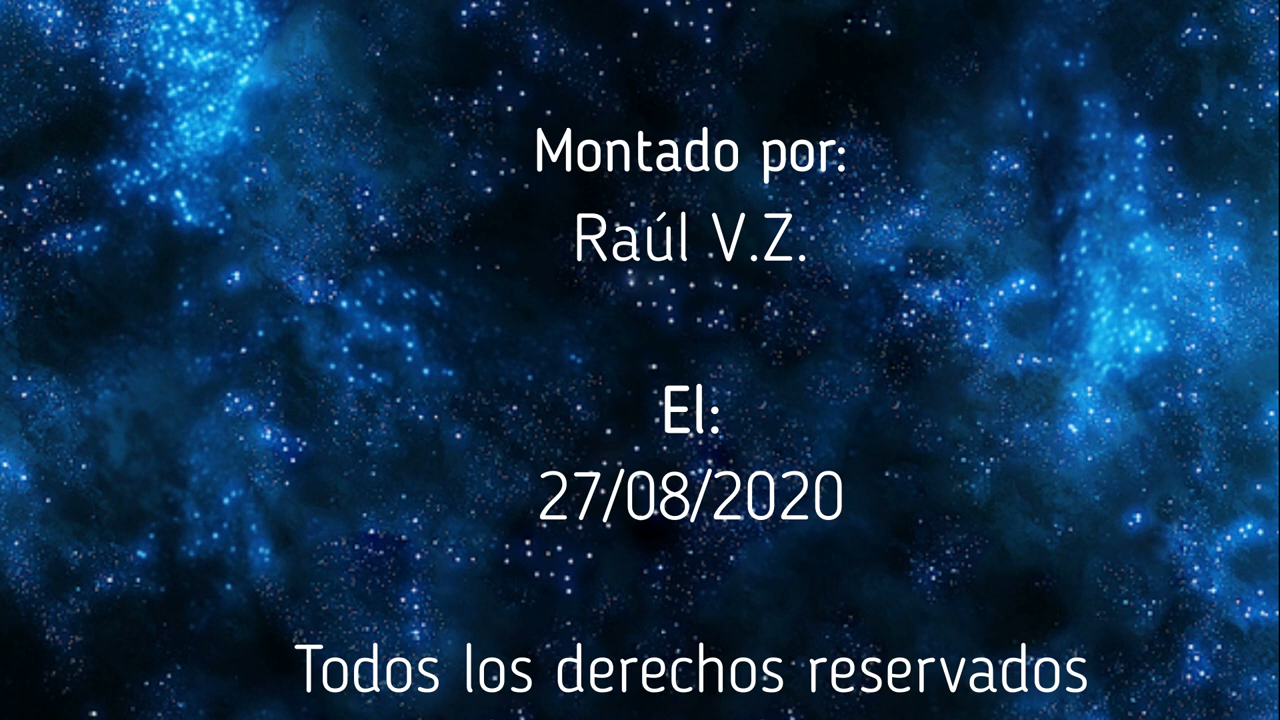 Montado por:
Raúl V.Z.
El:
27/08/2020
Todos los derechos reservados